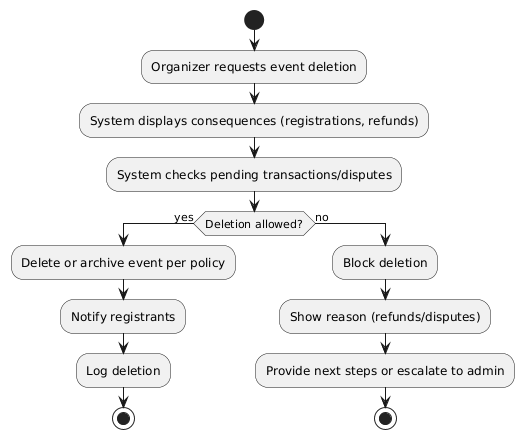 Organizer requests event deletion
System displays consequences (registrations, refunds)
System checks pending transactions/disputes
Deletion allowed?
yes
no
Delete or archive event per policy
Notify registrants
Log deletion
Block deletion
Show reason (refunds/disputes)
Provide next steps or escalate to admin